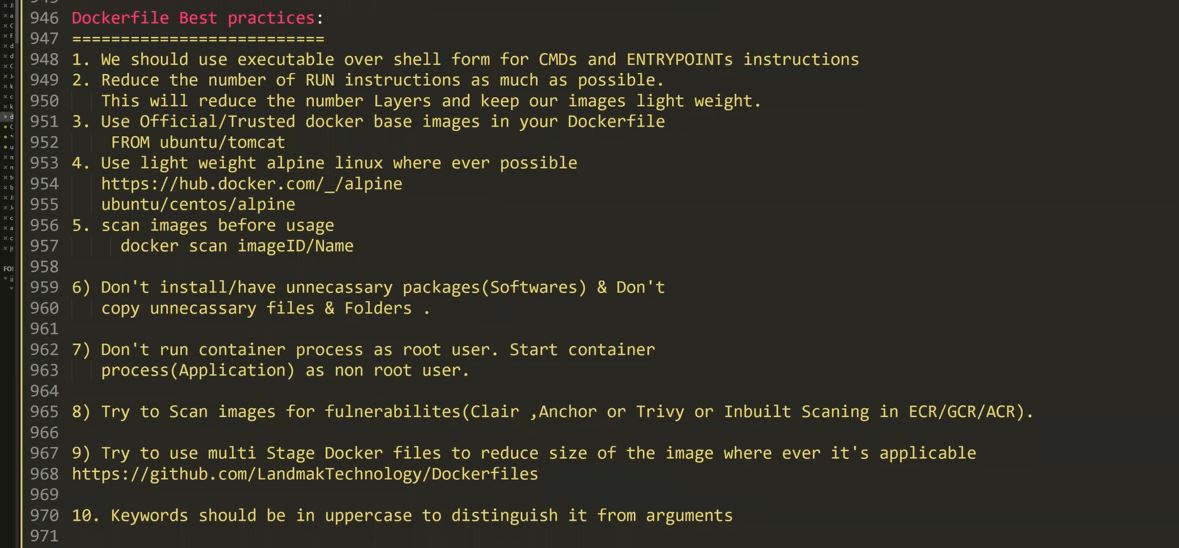 946 Dockerfile Best practices:
947 ==========================
948 1. We should use executable over shell form for CMDs and ENTRYPOINTs instructions
949 2. Reduce the number of RUN instructions as much as possible.
950 This will reduce the number Layers and keep our images light weight.
951 3. Use Official/Trusted docker base images in your Dockerfile
952 FROM ubuntu/tomcat
953 4. Use light weight alpine linux where ever possible
954 https://hub.docker.com/_/alpine
955 ubuntu/centos/alpine
956 5. scan images before usage
957 docker scan imageID/Name
958
959 6) Don't install/have unnecassary packages(Softwares) & Don't
960 copy unnecassary files & Folders .
961
962 7) Don't run container process as root user. Start container
963 process(Application) as non root user.
964
965 8) Try to Scan images for fulnerabilites(Clair ,Anchor or Trivy or Inbuilt Scaning in ECR/GCR/ACR).
966
967 9) Try to use multi Stage Docker files to reduce size of the image where ever it's applicable
968 https://github.com/LandmakTechnology/Dockerfiles
969
970 10. Keywords should be in uppercase to distinguish it from arguments
971